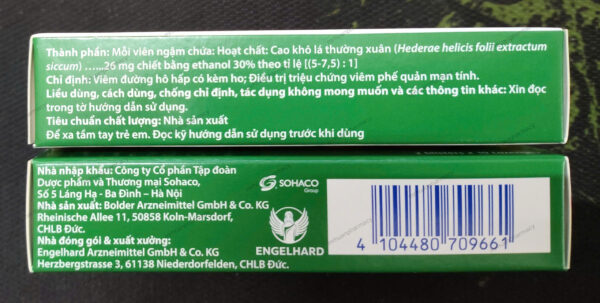 Thành phần: Mỗi viên ngậm chứa: Hoạt chất: Cao khô lá thường xuân (Hederae helicis folii extractum
siccum) …...26 mg chiết bằng ethanol 30% theo tỉ lệ [(5-7,5) : 1]
Chỉ định: Viêm đường hô hấp có kèm ho; Điều trị triệu chứng viêm phế quản mạn tính.
Liều dùng, cách dùng, chống chỉ định, tác dụng không mong muốn và các thông tin khác: Xin đọc
trong tờ hướng dẫn sử dụng.
Tiêu chuẩn chất lượng: Nhà sản xuất
Để xa tầm tay trẻ em. Đọc kỹ hướng dẫn sử dụng trước khi dùng
Nhà nhập khẩu: Công ty Cổ phần Tập đoàn
Dược phẩm và Thương mại Sohaco,
Số 5 Láng Hạ - Ba Đình – Hà Nội
Nhà sản xuất: Bolder Arzneimittel GmbH & Co. KG
Rheinische Allee 11, 50858 Koln-Marsdorf,
CHLB Đức.
Nhà đóng gói & xuất xưởng:
Engelhard Arzneimittel GmbH & Co. KG
Herzbergstrasse 3, 61138 Niederdorfelden, CHLB Đức.
SOHACO
Group
ENGELHARD
4 104480 709661